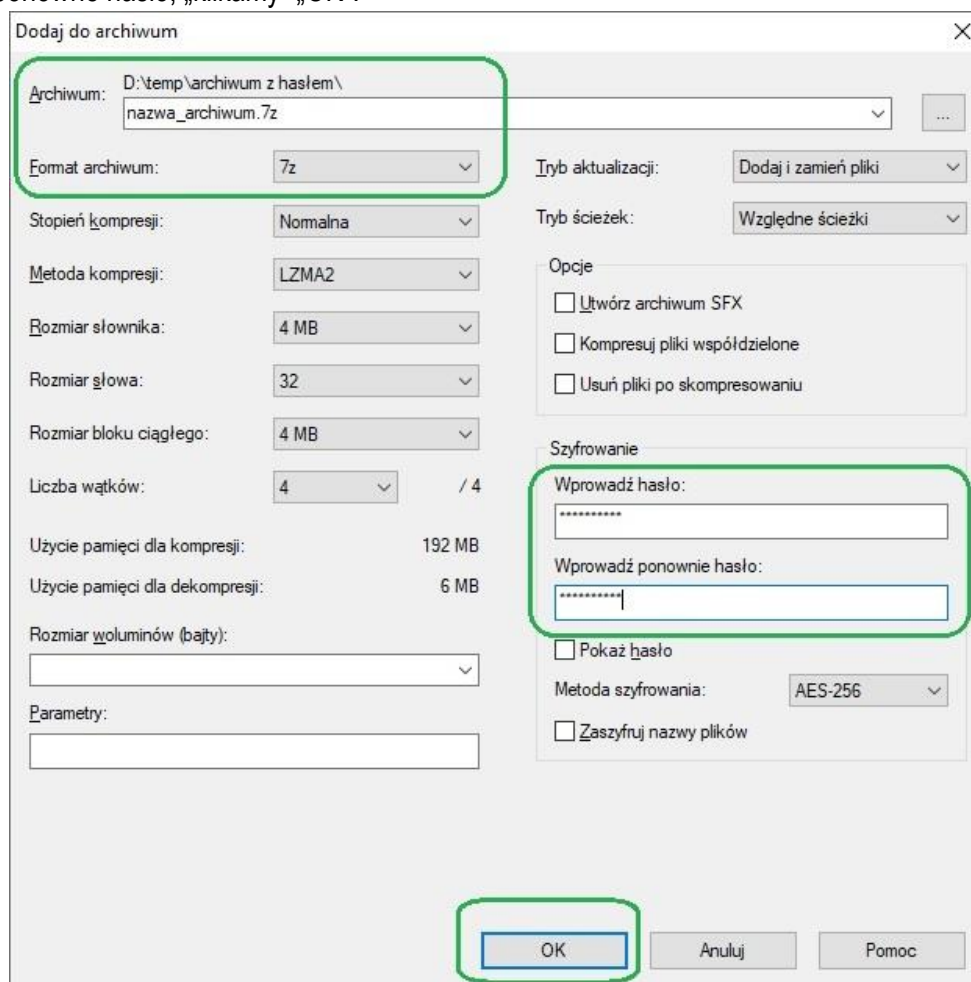 ponownie hasło, „klikamy” „OK”.
Dodaj do archiwum
Archiwum: D:\temp\archiwum z hasłem\
nazwa_archiwum.7z
...
Format archiwum: 7z
Tryb aktualizacji: Dodaj i zamień pliki
Stopień kompresji: Normalna
Tryb ścieżek: Względne ścieżki
Metoda kompresji: LZMA2
Opcje
Utwórz archiwum SFX
Rozmiar słownika: 4 MB
Kompresuj pliki współdzielone
Rozmiar słowa: 32
Usuń pliki po skompresowaniu
Rozmiar bloku ciągłego: 4 MB
Szyfrowanie
Liczba wątków: 4 / 4
Wprowadź hasło:
**********
Użycie pamięci dla kompresji: 192 MB
Wprowadź ponownie hasło:
Użycie pamięci dla dekompresji: 6 MB
**********
Rozmiar woluminów (bajty):
Pokaż hasło
Metoda szyfrowania: AES-256
Parametry:
Zaszyfruj nazwy plików
OK Anuluj Pomoc